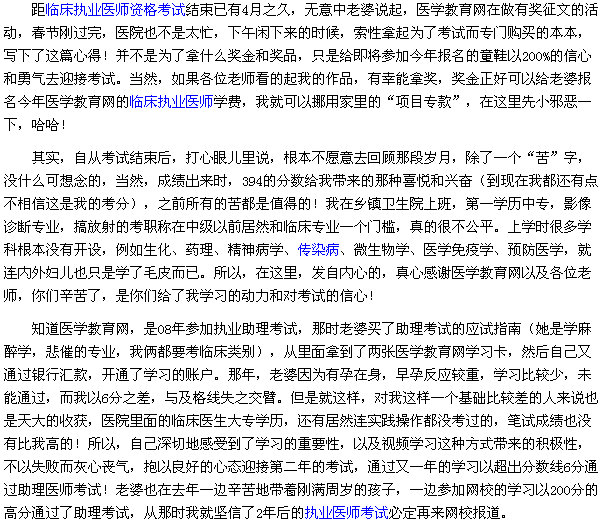 距临床执业医师资格考试结束已有4月之久，无意中老婆说起，医学教育网在做有奖征文的活
动，春节刚过完，医院也不是太忙，下午闲下来的时候，索性拿起为了考试而专门购买的本本，
写下了这篇心得！并不是为了拿什么奖金和奖品，只是给即将参加今年报名的童鞋以200%的信心
和勇气去迎接考试。当然，如果各位老师看的起我的作品，有幸能拿奖，奖金正好可以给老婆报
名今年医学教育网的临床执业医师学费，我就可以挪用家里的“项目专款”，在这里先小邪恶一
下，哈哈！
其实，自从考试结束后，打心眼儿里说，根本不愿意去回顾那段岁月，除了一个“苦”字，
没什么可想念的，当然，成绩出来时，394的分数给我带来的那种喜悦和兴奋（到现在我都还有点
不相信这是我的考分），之前所有的苦都是值得的！我在乡镇卫生院上班，第一学历中专，影像
诊断专业，搞放射的考职称在中级以前居然和临床专业一个门槛，真的很不公平。上学时很多学
科根本没有开设，例如生化、药理、精神病学、传染病、微生物学、医学免疫学、预防医学，就
连内外妇儿也只是学了毛皮而已。所以，在这里，发自内心的，真心感谢医学教育网以及各位老
师，你们辛苦了，是你们给了我学习的动力和对考试的信心！
知道医学教育网，是08年参加执业助理考试，那时老婆买了助理考试的应试指南（她是学麻
醉学，悲催的专业，我俩都要考临床类别），从里面拿到了两张医学教育网学习卡，然后自己又
通过银行汇款，开通了学习的账户。那年，老婆因为有孕在身，早孕反应较重，学习比较少，未
能通过，而我以6分之差，与及格线失之交臂。但是就这样，对我这样一个基础比较差的人来说也
是天大的收获，医院里面的临床医生大专学历，还有居然连实践操作都没考过的，笔试成绩也没
有比我高的！所以，自己深切地感受到了学习的重要性，以及视频学习这种方式带来的积极性，
不以失败而灰心丧气，抱以良好的心态迎接第二年的考试，通过又一年的学习以超出分数线6分通
过助理医师考试！老婆也在去年一边辛苦地带着刚满周岁的孩子，一边参加网校的学习以200分的
高分通过了助理考试，从那时我就坚信了2年后的执业医师考试必定再来网校报道。